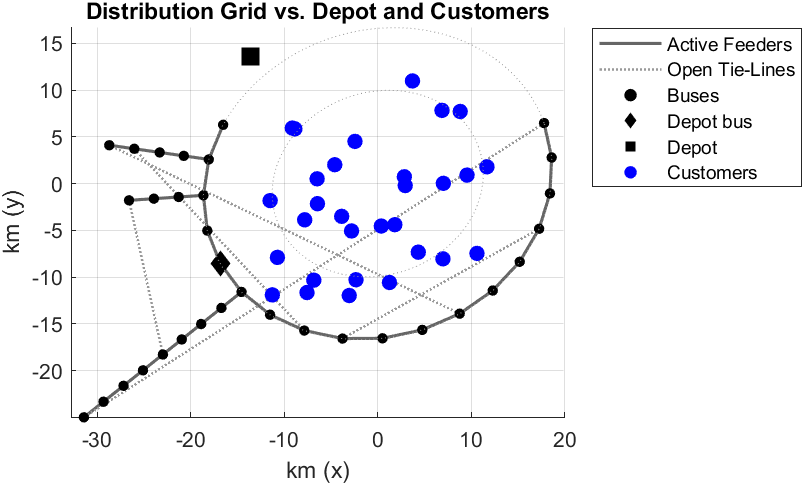 Distribution Grid vs. Depot and Customers
15
10
5
0
-5
-10
-15
-20
km (y)
-30
-20
-10
0
10
20
km (x)
Active Feeders
Open Tie-Lines
Buses
Depot bus
Depot
Customers